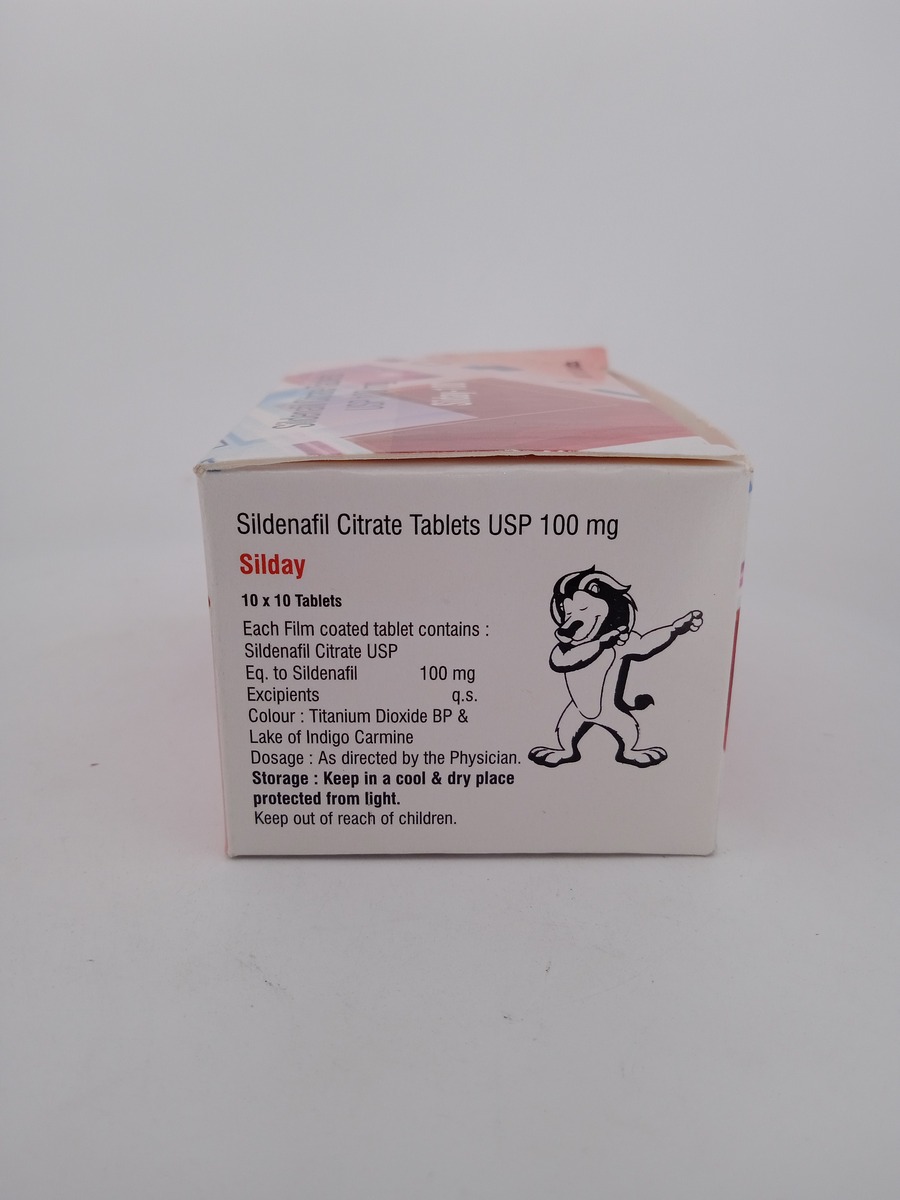 Sildenafil Citrate Tablets USP 100 mg
Silday
10 x 10 Tablets
Each Film coated tablet contains :
Sildenafil Citrate USP
Eq. to Sildenafil 100 mg
Excipients q.s.
Colour : Titanium Dioxide BP &
Lake of Indigo Carmine
Dosage : As directed by the Physician.
Storage : Keep in a cool & dry place
protected from light.
Keep out of reach of children.